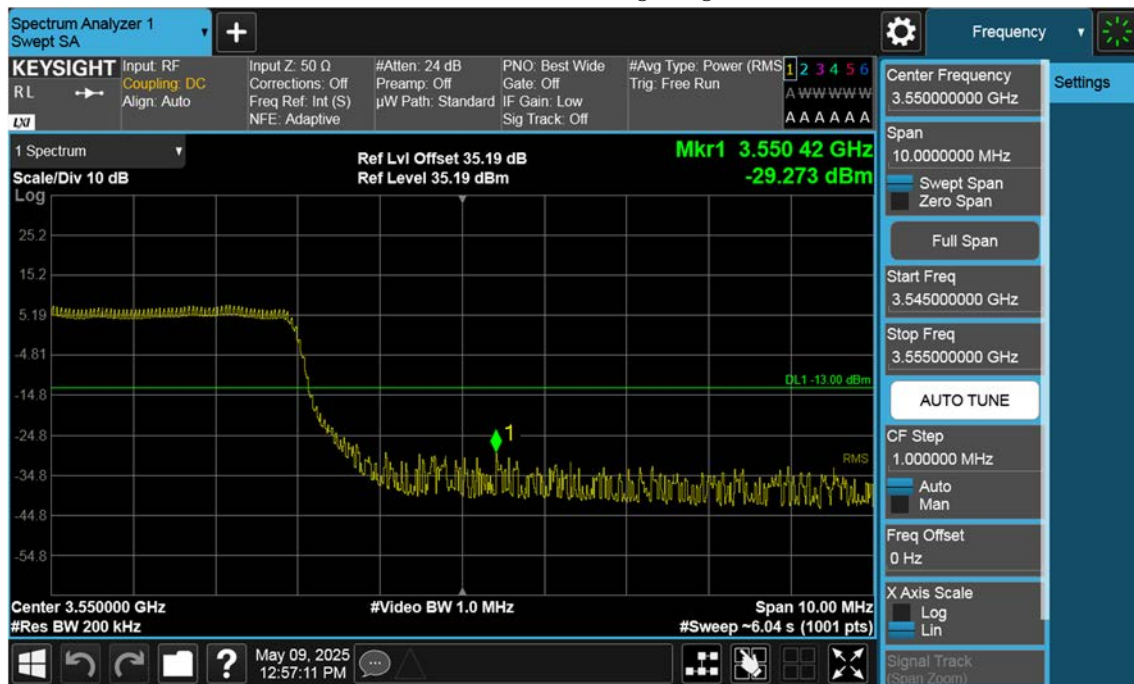 Spectrum Analyzer 1
Swept SA
Frequency
KEYSIGHT
RL
LXI
Input: RF
Coupling: DC
Align: Auto
Input Z: 50 Ω
Corrections: Off
Freq Ref: Int (S)
NFE: Adaptive
#Atten: 24 dB
Preamp: Off
µW Path: Standard
PNO: Best Wide
Gate: Off
IF Gain: Low
Sig Track: Off
#Avg Type: Power (RMS
Trig: Free Run
1 2 3 4 5 6
A W W W W W
A A A A A A
1 Spectrum
Scale/Div 10 dB
Ref Lvl Offset 35.19 dB
Ref Level 35.19 dBm
Mkr1 3.550 42 GHz
-29.273 dBm
Log
25.2
15.2
5.19
-4.81
-14.8
-24.8
-34.8
-44.8
-54.8
DL1 -13.00 dBm
1
RMS
Center 3.550000 GHz
#Res BW 200 kHz
#Video BW 1.0 MHz
Span 10.00 MHz
#Sweep ~6.04 s (1001 pts)
Center Frequency
3.550000000 GHz
Settings
Span
10.0000000 MHz
Swept Span
Zero Span
Full Span
Start Freq
3.545000000 GHz
Stop Freq
3.555000000 GHz
AUTO TUNE
CF Step
1.000000 MHz
Auto
Man
Freq Offset
0 Hz
X Axis Scale
Log
Lin
Signal Track
(Span Zoom)
?
May 09, 2025
12:57:11 PM